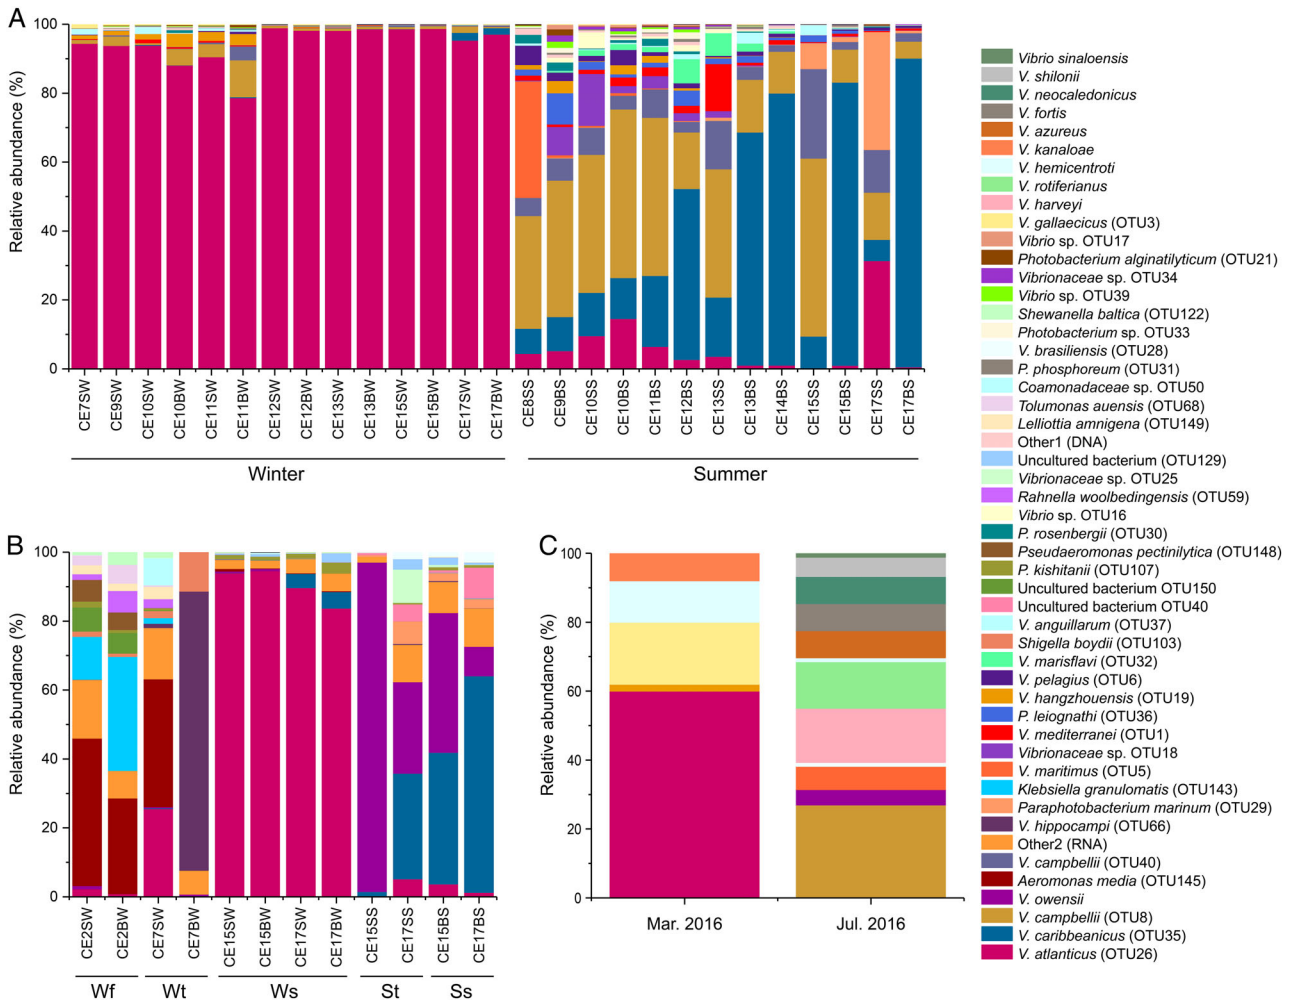 A
Relative abundance (%)
100
80
60
40
20
0
CE7SW
CE9SW
CE10SW
CE10BW
CE11SW
CE11BW
CE12SW
CE12BW
CE13SW
CE13BW
CE15SW
CE15BW
CE17SW
CE17BW
CE8SS
CE9BS
CE10SS
CE10BS
CE11BS
CE12BS
CE13SS
CE13BS
CE14BS
CE15SS
CE15BS
CE17SS
CE17BS
Winter
Summer
B
Relative abundance (%)
100
80
60
40
20
0
CE2SW
CE2BW
CE7SW
CE7BW
CE15SW
CE15BW
CE17SW
CE17BW
CE15SS
CE17SS
CE15BS
CE17BS
Wf
Wt
Ws
St
Ss
C
Relative abundance (%)
100
80
60
40
20
0
Mar. 2016
Jul. 2016
Vibrio sinaloensis
V. shilonii
V. neocaledonicus
V. fortis
V. azureus
V. kanaloae
V. hemicentroti
V. rotiferianus
V. harveyi
V. gallaecicus (OTU3)
Vibrio sp. OTU17
Photobacterium alginatilyticum (OTU21)
Vibrionaceae sp. OTU34
Vibrio sp. OTU39
Shewanella baltica (OTU122)
Photobacterium sp. OTU33
V. brasiliensis (OTU28)
P. phosphoreum (OTU31)
Coamonadaceae sp. OTU50
Tolumonas auensis (OTU68)
Lelliottia amnigena (OTU149)
Other1 (DNA)
Uncultured bacterium (OTU129)
Vibrionaceae sp. OTU25
Rahnella woolbedingensis (OTU59)
Vibrio sp. OTU16
P. rosenbergii (OTU30)
Pseudaeromonas pectinilytica (OTU148)
P. kishitanii (OTU107)
Uncultured bacterium OTU150
Uncultured bacterium OTU40
V. anguillarum (OTU37)
Shigella boydii (OTU103)
V. marisflavi (OTU32)
V. pelagius (OTU6)
V. hangzhouensis (OTU19)
P. leiognathi (OTU36)
V. mediterranei (OTU1)
Vibrionaceae sp. OTU18
V. maritimus (OTU5)
Klebsiella granulomatis (OTU143)
Paraphotobacterium marinum (OTU29)
V. hippocampi (OTU66)
Other2 (RNA)
V. campbellii (OTU40)
Aeromonas media (OTU145)
V. owensii
V. campbellii (OTU8)
V. caribbeanicus (OTU35)
V. atlanticus (OTU26)